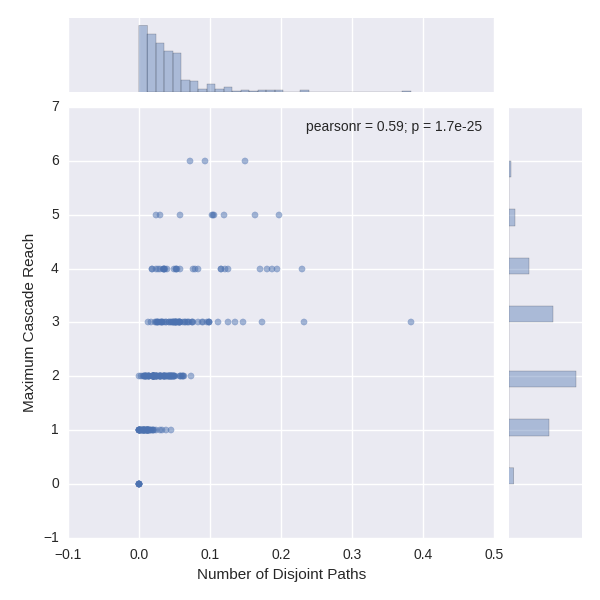 7
pearsonr = 0.59; p = 1.7e-25
6
5
4
3
2
1
0
−1
Maximum Cascade Reach
−0.1 0.0 0.1 0.2 0.3 0.4 0.5
Number of Disjoint Paths